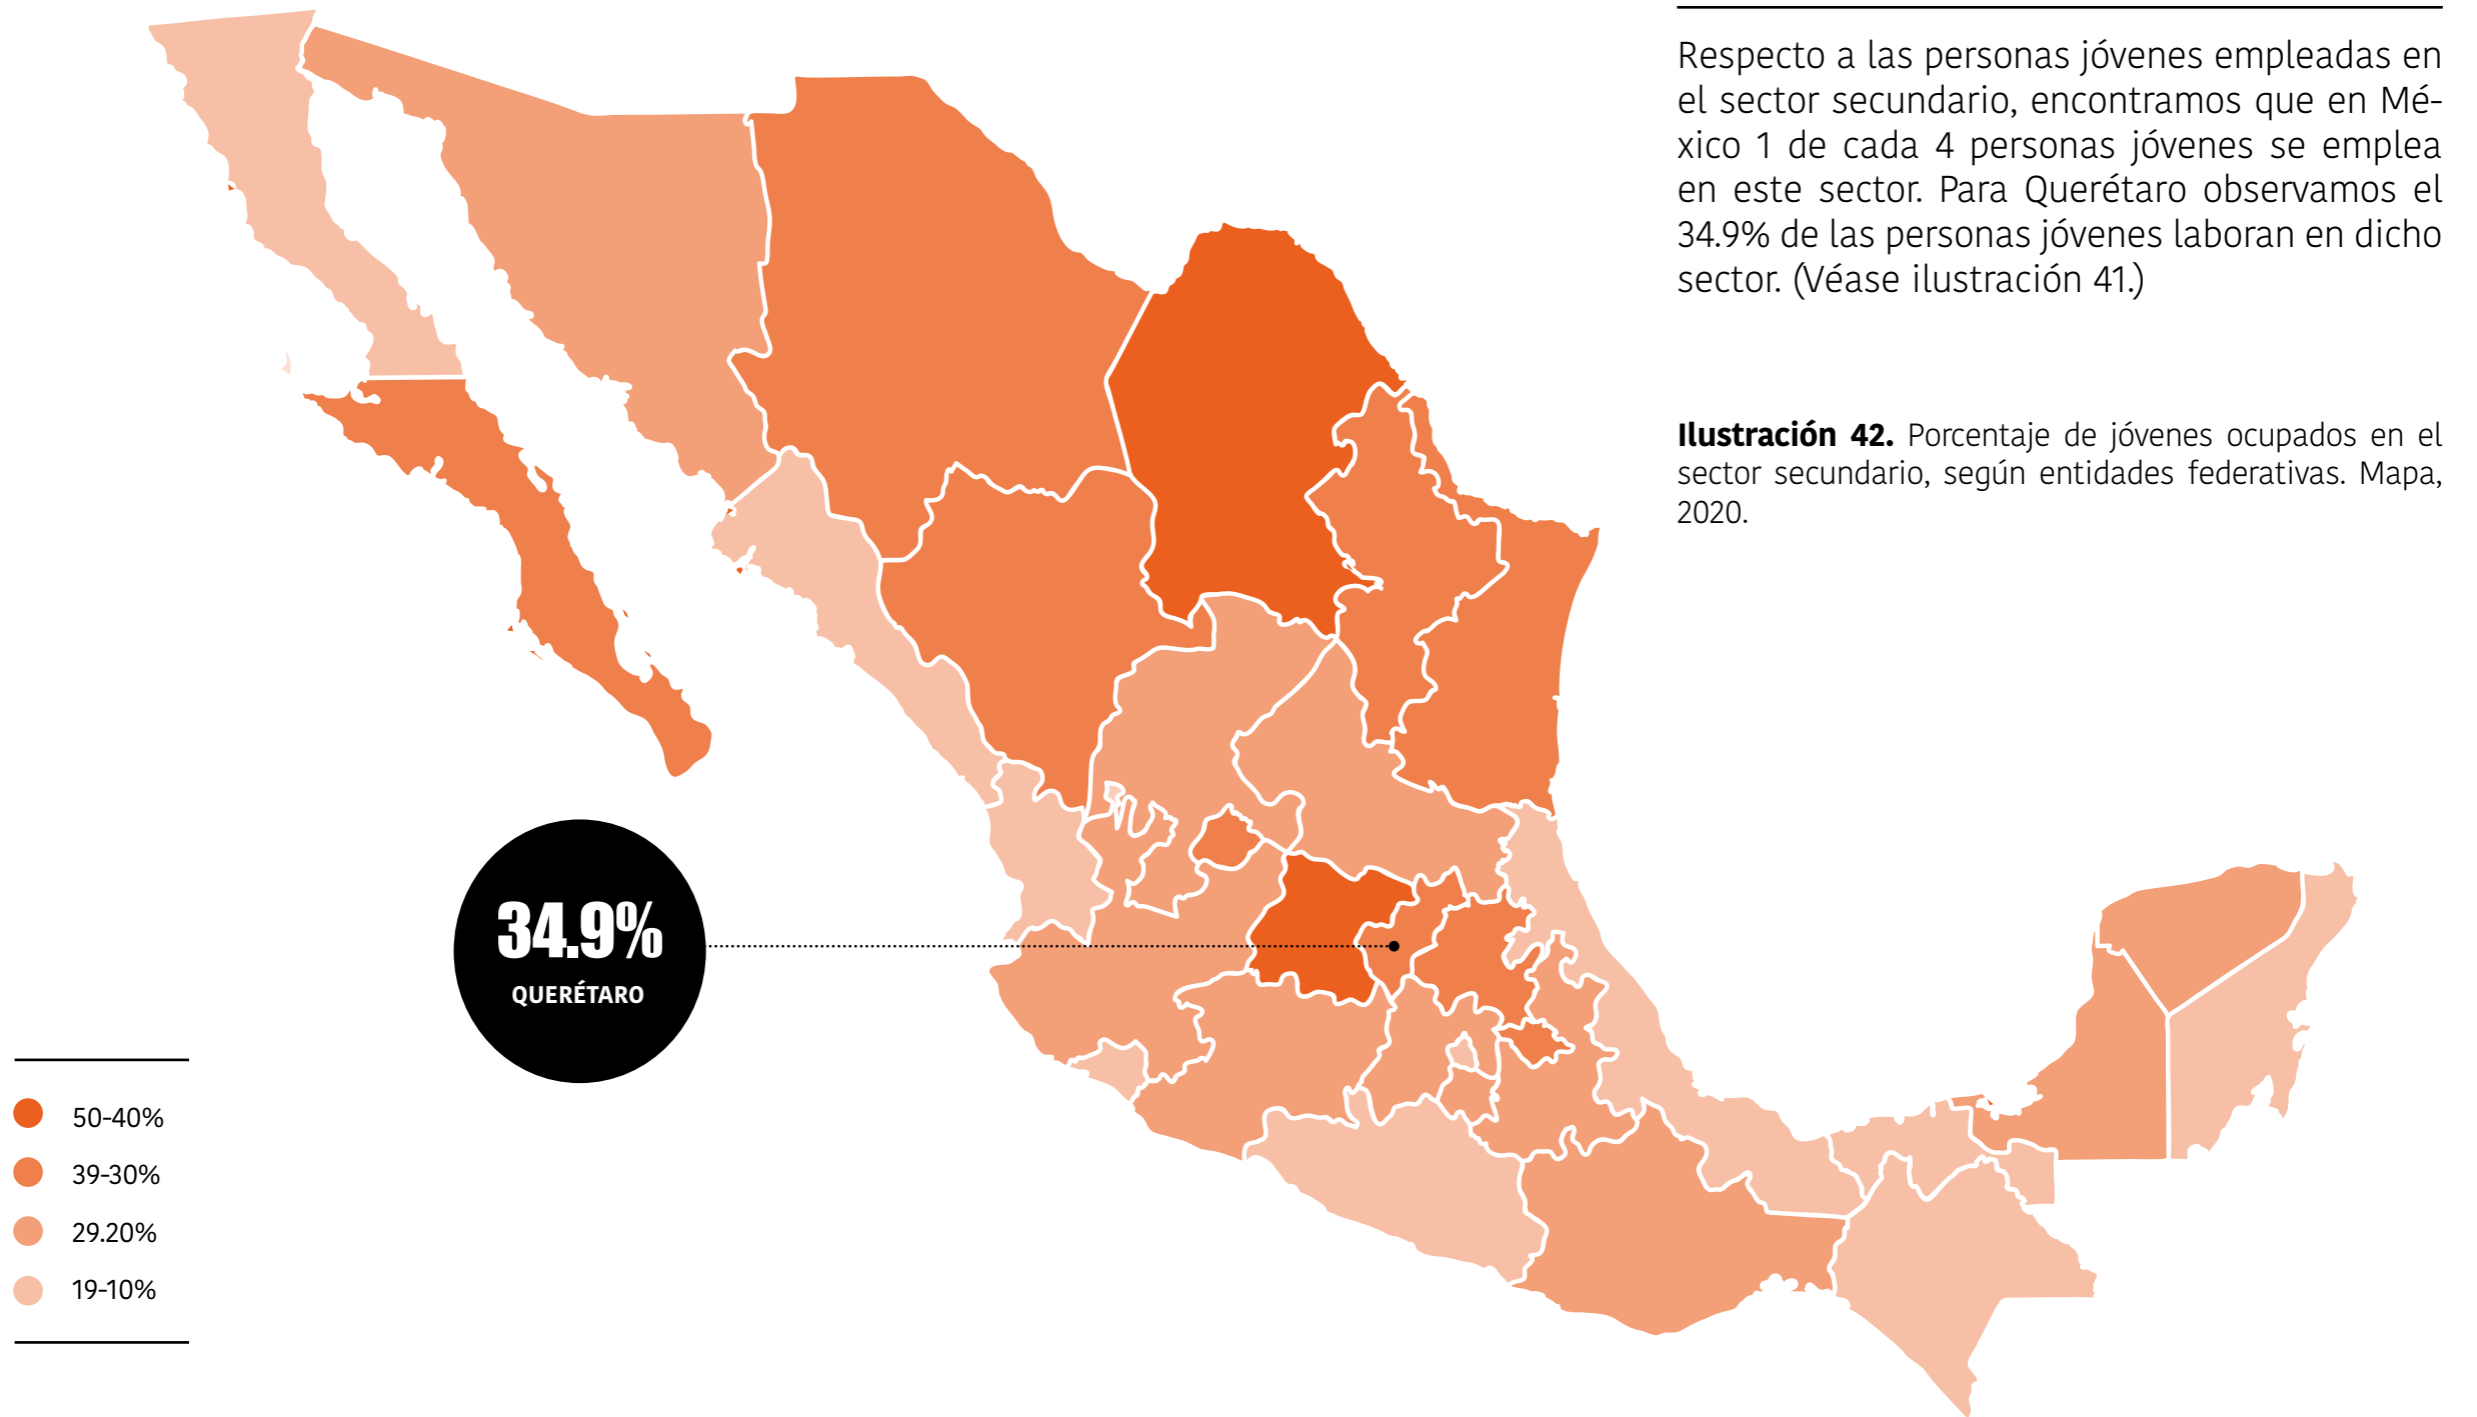 Respecto a las personas jóvenes empleadas en
el sector secundario, encontramos que en Mé-
xico 1 de cada 4 personas jóvenes se emplea
en este sector. Para Querétaro observamos el
34.9% de las personas jóvenes laboran en dicho
sector. (Véase ilustración 41.)
Ilustración 42. Porcentaje de jóvenes ocupados en el
sector secundario, según entidades federativas. Mapa,
2020.
34.9%
QUERÉTARO
50-40%
39-30%
29.20%
19-10%